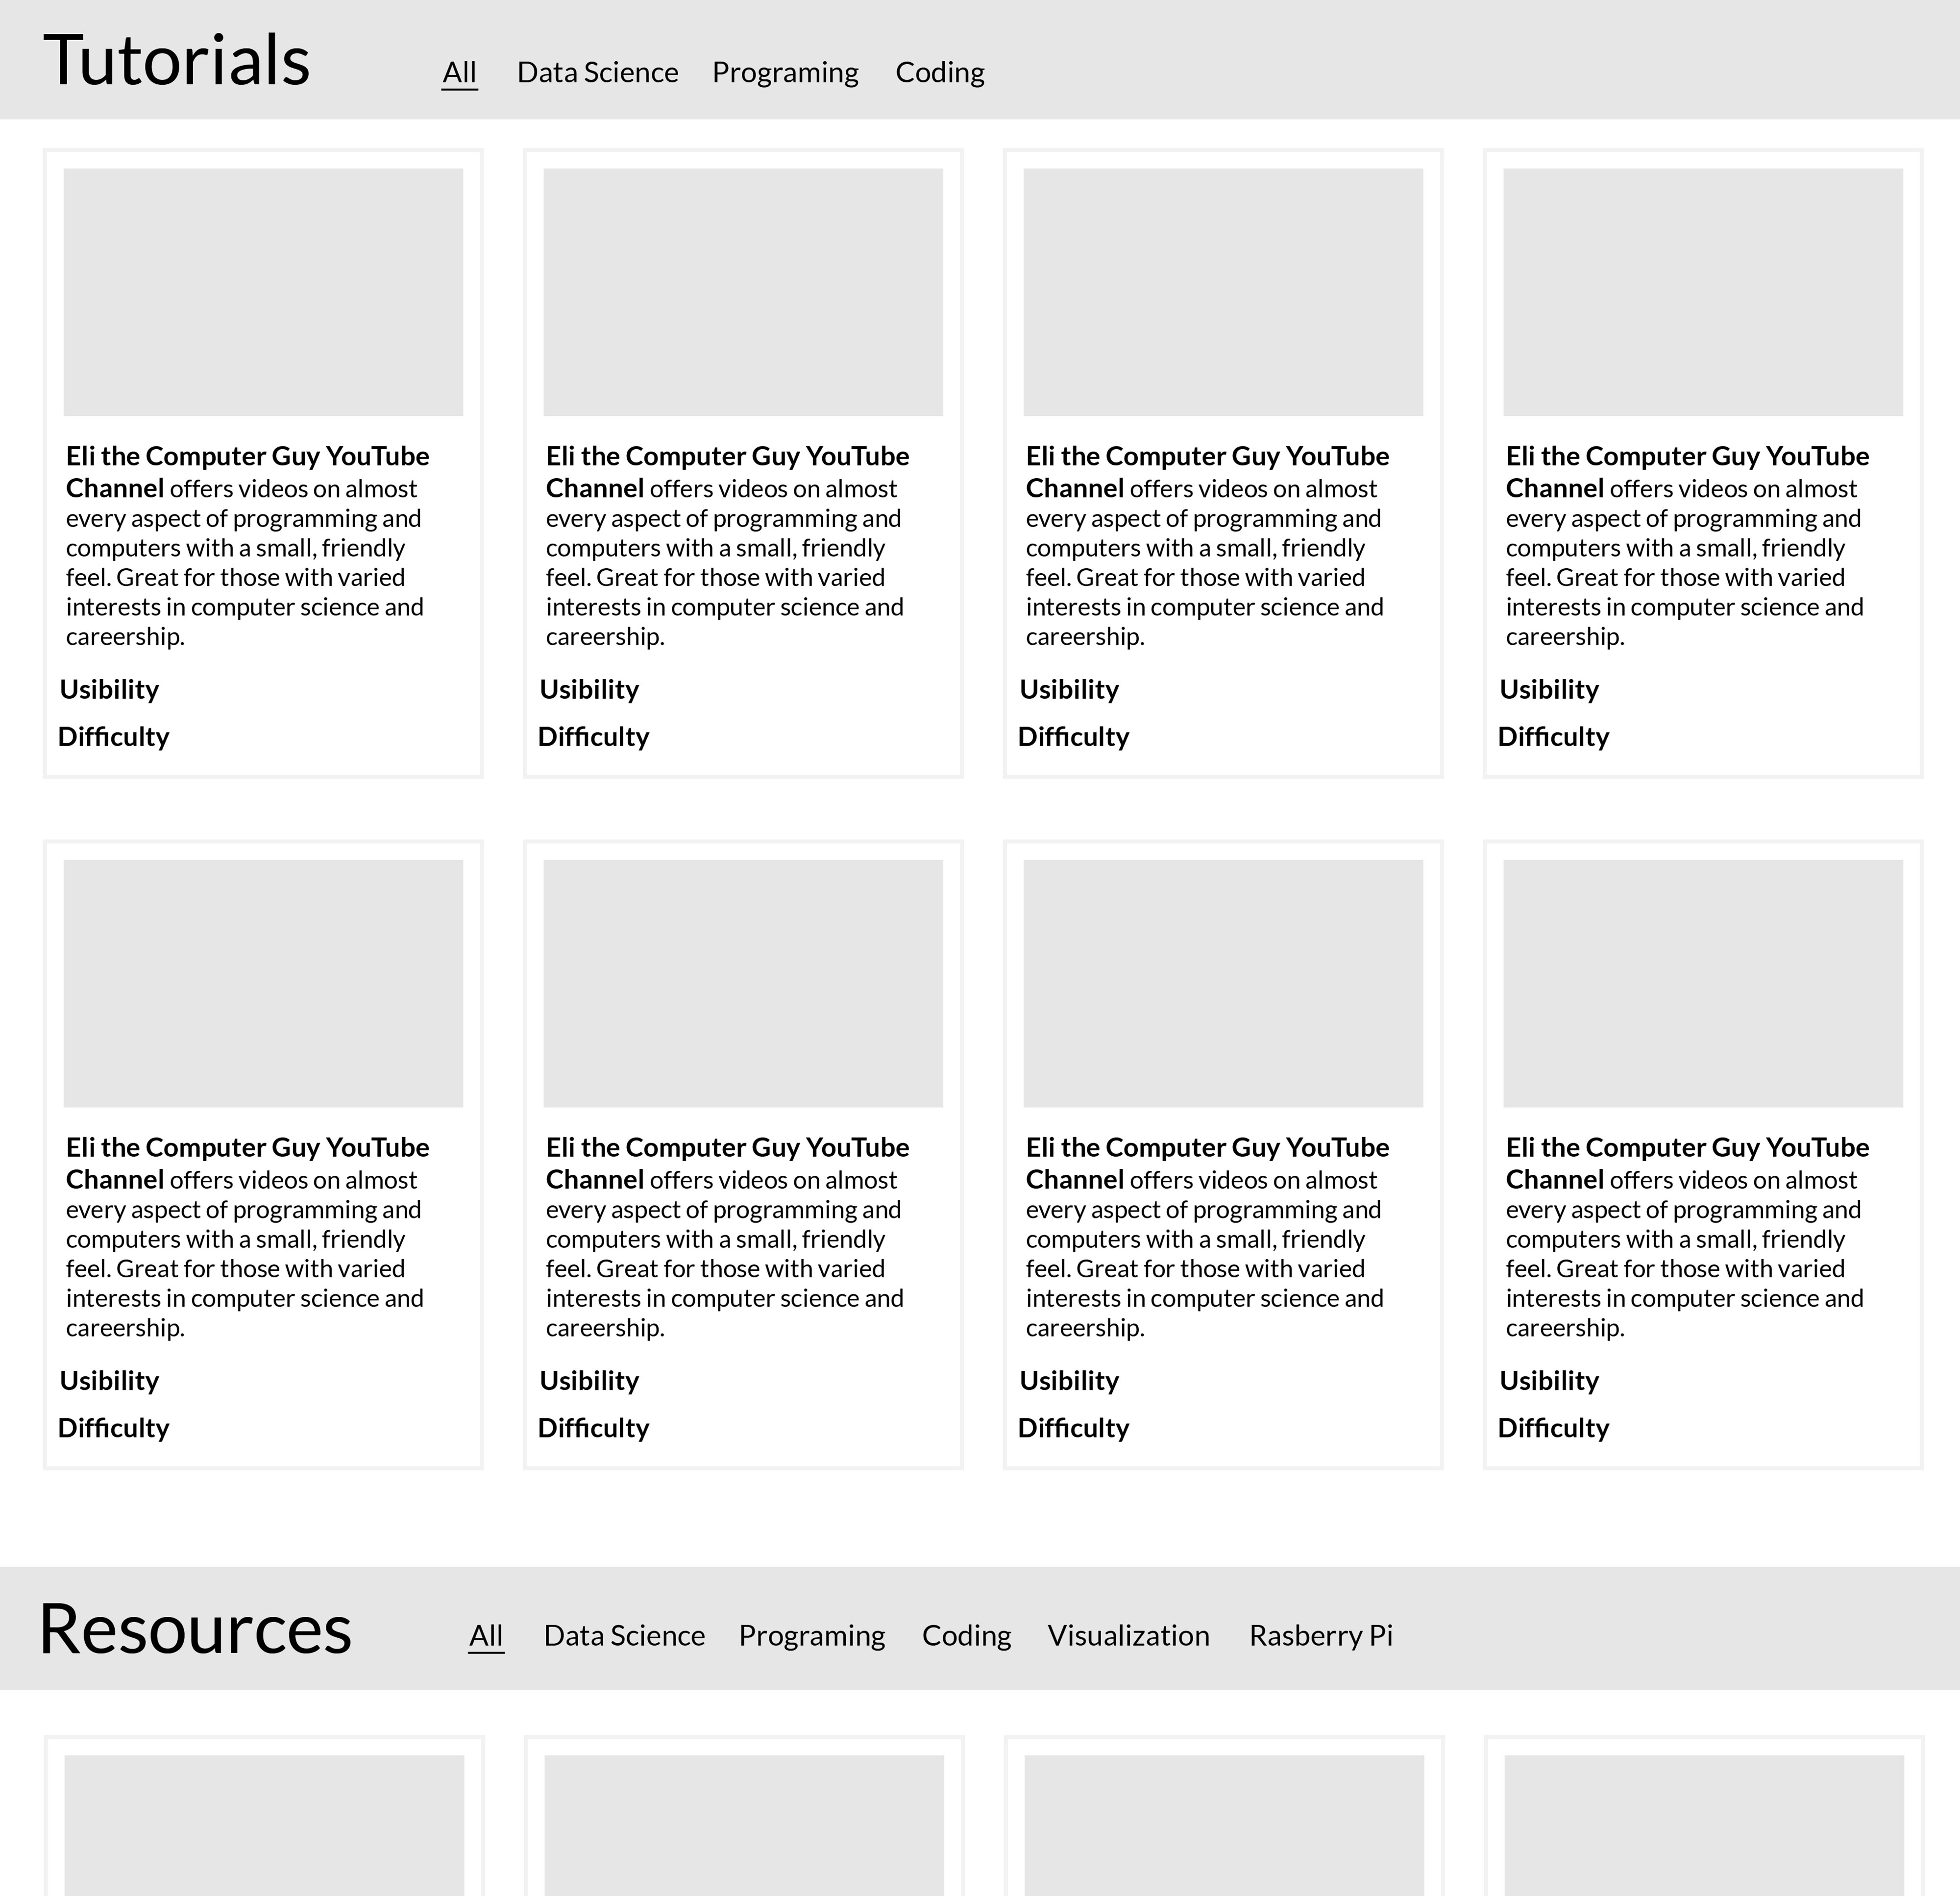 Tutorials All Data Science Programing Coding
Eli the Computer Guy YouTube
Channel offers videos on almost
every aspect of programming and
computers with a small, friendly
feel. Great for those with varied
interests in computer science and
careership.
Usibility
Difficulty
Eli the Computer Guy YouTube
Channel offers videos on almost
every aspect of programming and
computers with a small, friendly
feel. Great for those with varied
interests in computer science and
careership.
Usibility
Difficulty
Eli the Computer Guy YouTube
Channel offers videos on almost
every aspect of programming and
computers with a small, friendly
feel. Great for those with varied
interests in computer science and
careership.
Usibility
Difficulty
Eli the Computer Guy YouTube
Channel offers videos on almost
every aspect of programming and
computers with a small, friendly
feel. Great for those with varied
interests in computer science and
careership.
Usibility
Difficulty
Eli the Computer Guy YouTube
Channel offers videos on almost
every aspect of programming and
computers with a small, friendly
feel. Great for those with varied
interests in computer science and
careership.
Usibility
Difficulty
Eli the Computer Guy YouTube
Channel offers videos on almost
every aspect of programming and
computers with a small, friendly
feel. Great for those with varied
interests in computer science and
careership.
Usibility
Difficulty
Eli the Computer Guy YouTube
Channel offers videos on almost
every aspect of programming and
computers with a small, friendly
feel. Great for those with varied
interests in computer science and
careership.
Usibility
Difficulty
Eli the Computer Guy YouTube
Channel offers videos on almost
every aspect of programming and
computers with a small, friendly
feel. Great for those with varied
interests in computer science and
careership.
Usibility
Difficulty
Resources All Data Science Programing Coding Visualization Rasberry Pi